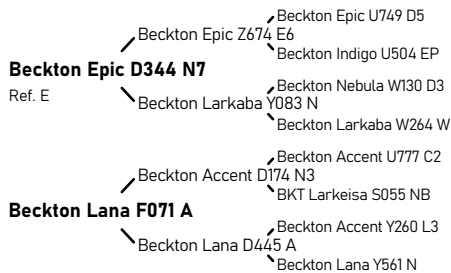 Beckton Epic U749 D5
Beckton Epic Z674 E6
Beckton Indigo U504 EP
Beckton Epic D344 N7
Ref. E
Beckton Nebula W130 D3
Beckton Larkaba Y083 N
Beckton Larkaba W264 W
Beckton Accent U777 C2
Beckton Accent D174 N3
BKT Larkeisa S055 NB
Beckton Lana F071 A
Beckton Accent Y260 L3
Beckton Lana D445 A
Beckton Lana Y561 N